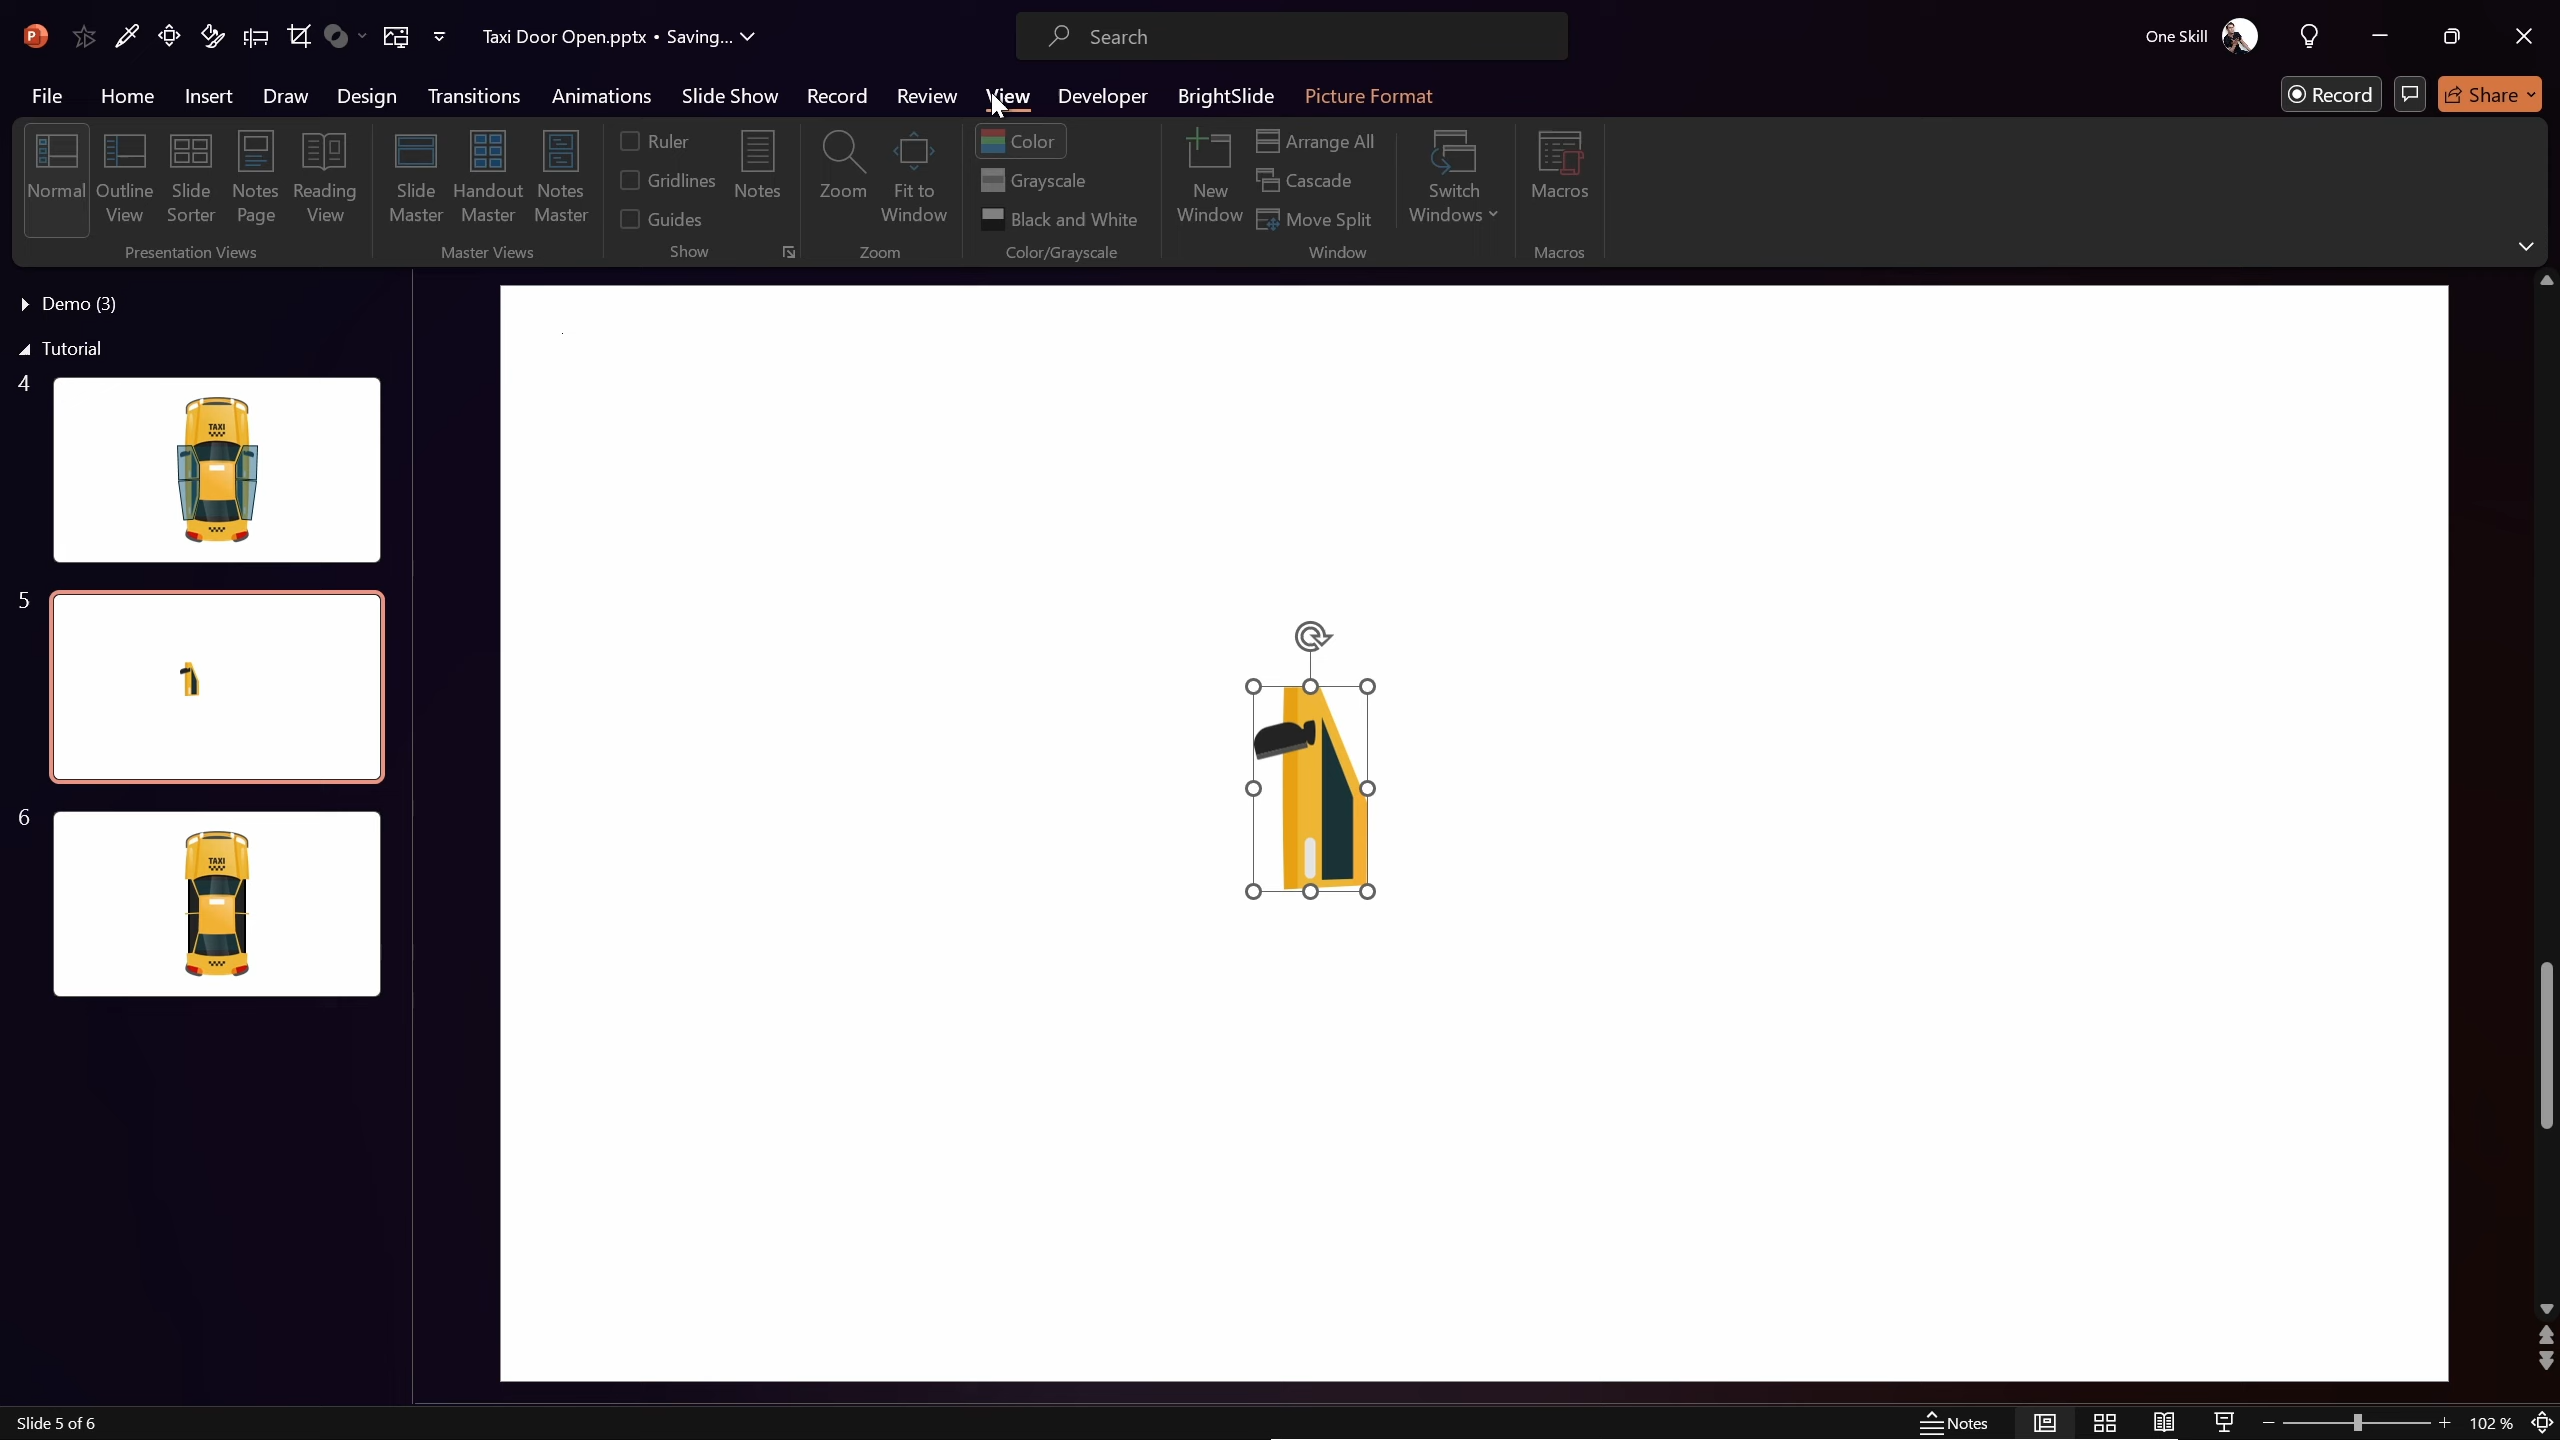 Taxi Door Open.pptx • Saving...
Search
One Skill
File Home Insert Draw Design Transitions Animations Slide Show Record Review View Developer BrightSlide Picture Format
Record Share
Normal
Outline View
Slide Sorter
Notes Page
Reading View
Presentation Views
Slide Master
Handout Master
Notes Master
Master Views
Ruler
Gridlines
Guides
Notes
Show
Zoom
Fit to Window
Zoom
Color
Grayscale
Black and White
Color/Grayscale
New Window
Arrange All
Cascade
Move Split
Switch Windows
Window
Macros
Macros
Demo (3)
Tutorial
4
TAXI
5
6
TAXI
Slide 5 of 6
Notes
102 %